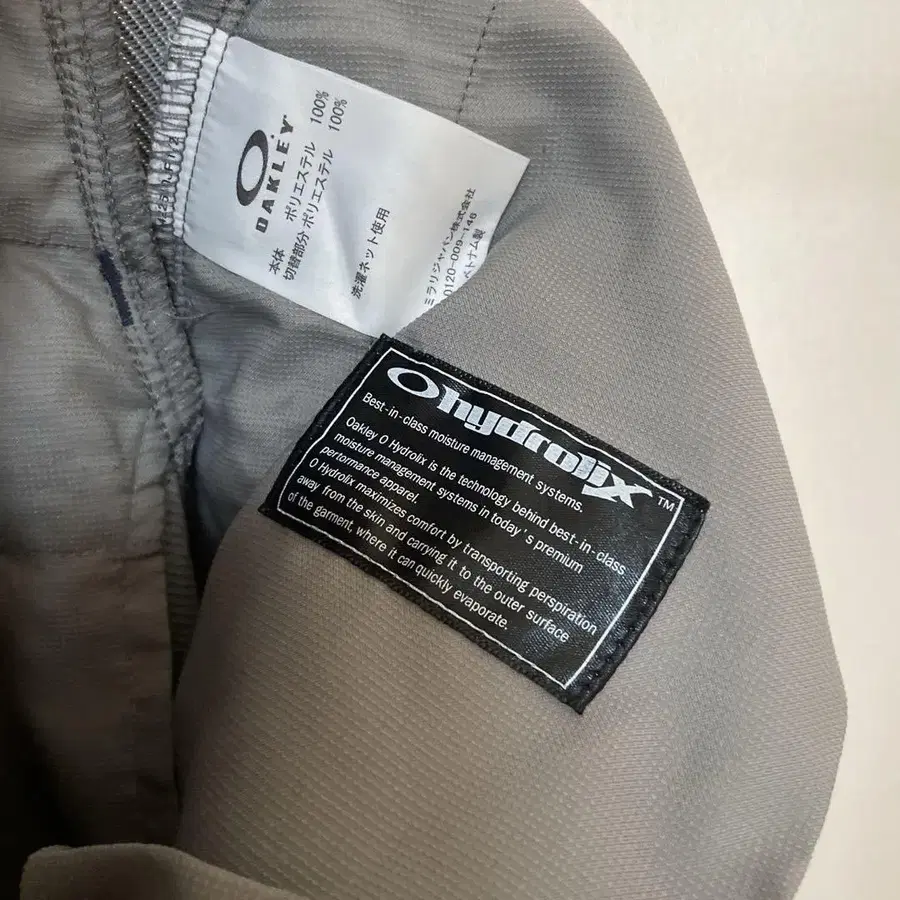 OAKLEY
本体 ポリエステル 100%
切替部分 ポリエステル 100%
洗濯ネット使用
ミラリジャパン株式会社
0120-009-146
ベトナム製
Ohydrolix™
Best-in-class moisture management systems.
Oakley O Hydrolix is the technology behind best-in-class
moisture management systems in today's premium
performance apparel.
O Hydrolix maximizes comfort by transporting perspiration
away from the skin and carrying it to the outer surface
of the garment, where it can quickly evaporate.